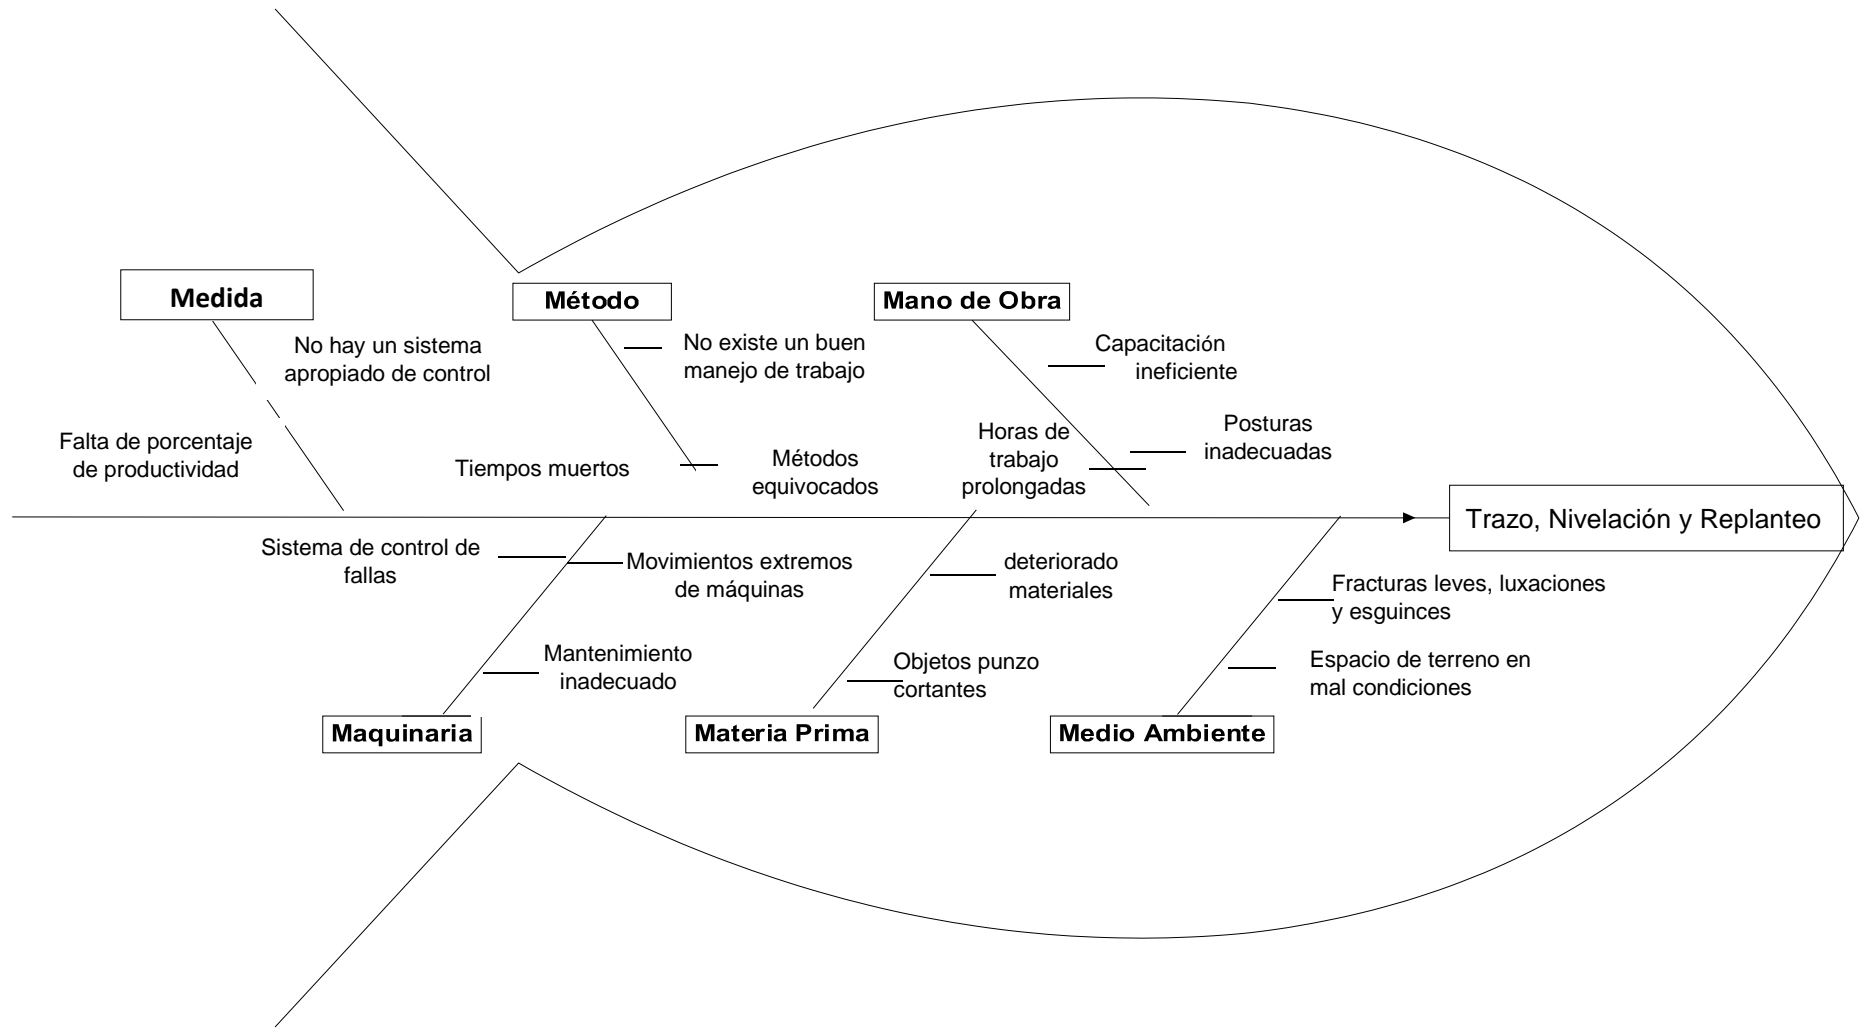 Medida
Método
Mano de Obra
No hay un sistema
apropiado de control
No existe un buen
manejo de trabajo
Capacitación
ineficiente
Falta de porcentaje
de productividad
Tiempos muertos
Métodos
equivocados
Horas de
trabajo
prolongadas
Posturas
inadecuadas
Trazo, Nivelación y Replanteo
Sistema de control de
fallas
Movimientos extremos
de máquinas
deteriorado
materiales
Fracturas leves, luxaciones
y esguinces
Mantenimiento
inadecuado
Objetos punzo
cortantes
Espacio de terreno en
mal condiciones
Maquinaria
Materia Prima
Medio Ambiente